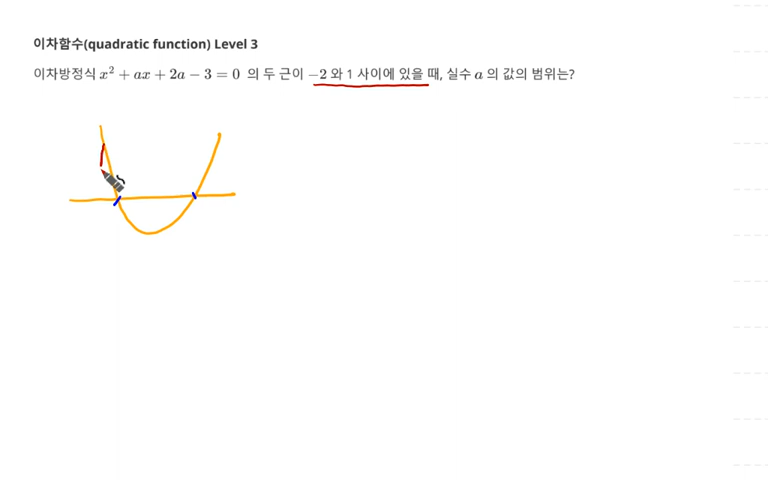 이차함수(quadratic function) Level 3
이차방정식 x² + ax + 2a − 3 = 0 의 두 근이 −2 와 1 사이에 있을 때, 실수 a 의 값의 범위는?